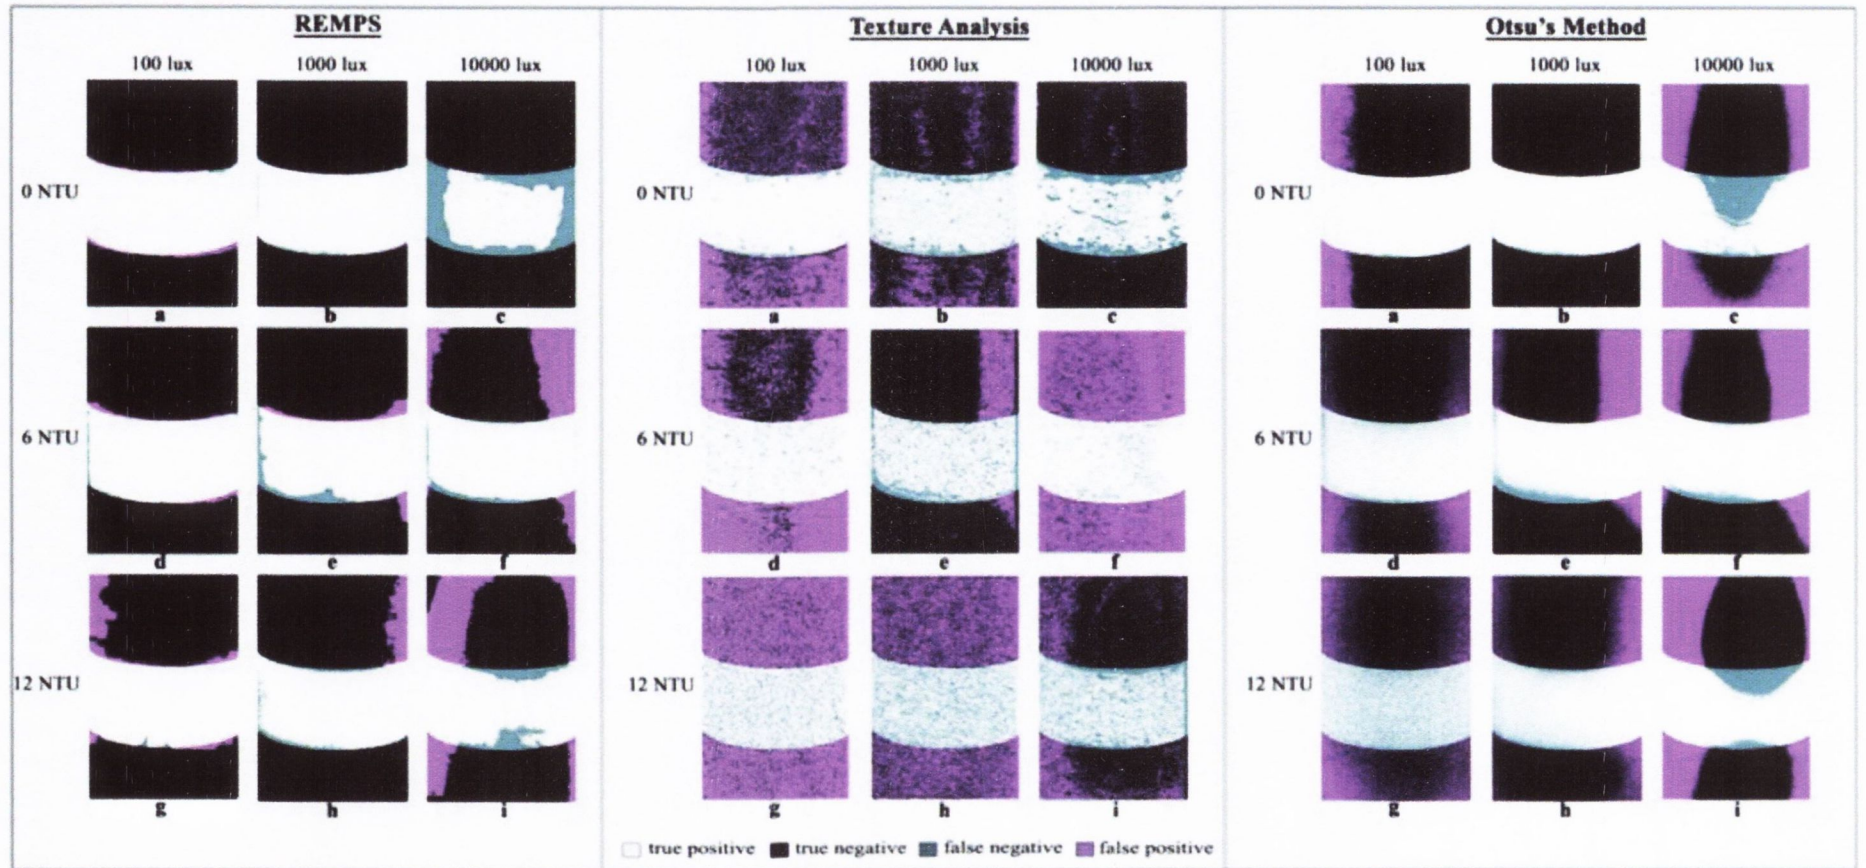 REMPS
Texture Analysis
Otsu's Method
100 lux 1000 lux 10000 lux
100 lux 1000 lux 10000 lux
100 lux 1000 lux 10000 lux
0 NTU
0 NTU
0 NTU
a b c
a b c
a b c
6 NTU
6 NTU
6 NTU
d e f
d e f
d e f
12 NTU
12 NTU
12 NTU
g h i
g h i
g h i
true positive true negative false negative false positive